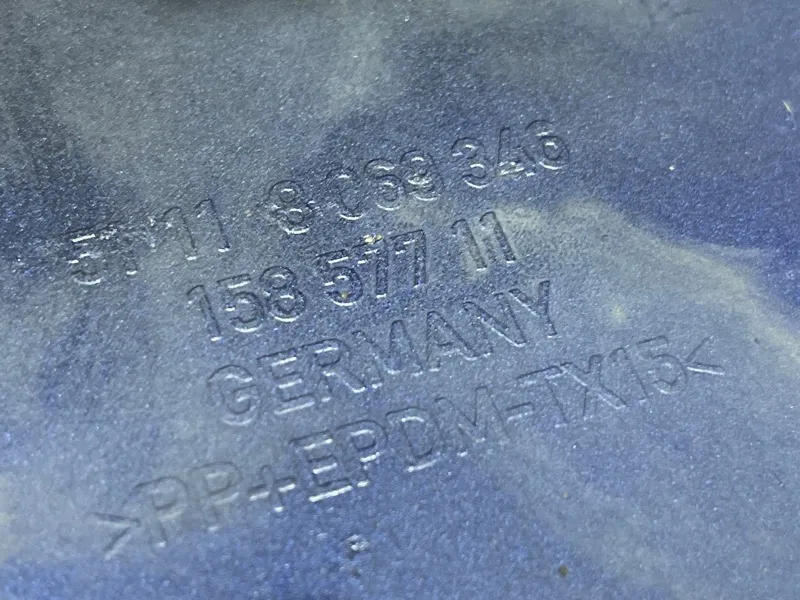 51 11 8 069 346
158 577 11
GERMANY
>PP+EPDM-TX15<